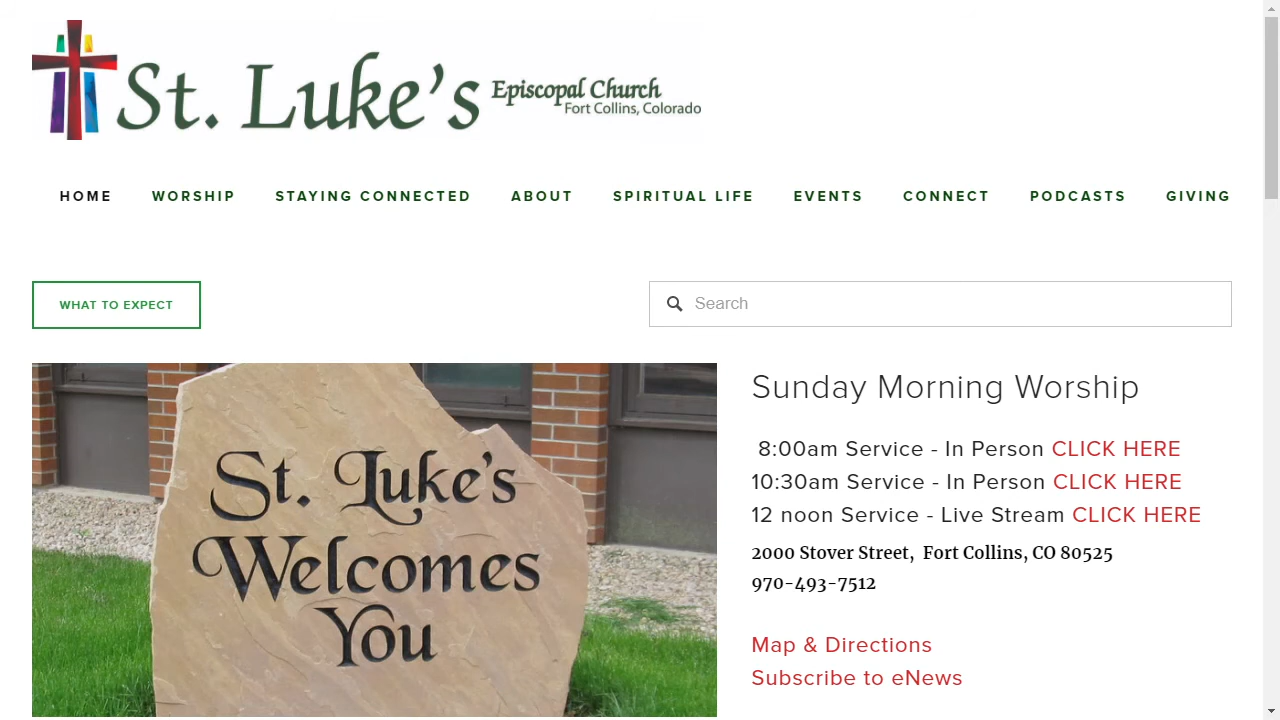 St. Luke's Episcopal Church
Fort Collins, Colorado
HOME WORSHIP STAYING CONNECTED ABOUT SPIRITUAL LIFE EVENTS CONNECT PODCASTS GIVING
WHAT TO EXPECT
Search
St. Luke's
Welcomes
You
Sunday Morning Worship
8:00am Service - In Person CLICK HERE
10:30am Service - In Person CLICK HERE
12 noon Service - Live Stream CLICK HERE
2000 Stover Street, Fort Collins, CO 80525
970-493-7512
Map & Directions
Subscribe to eNews